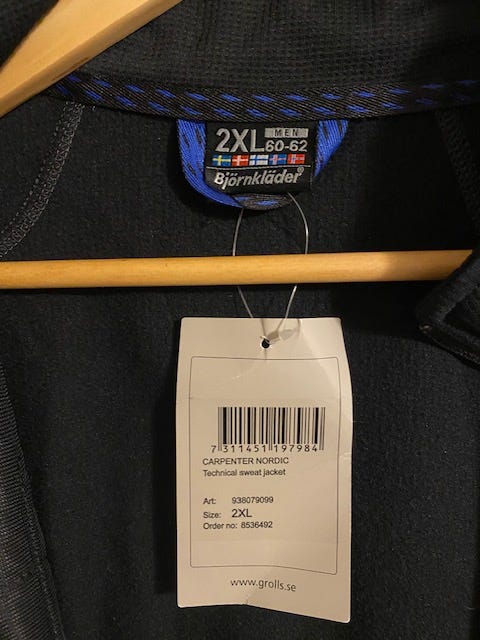 2XL MEN
60-62
Björnkläder®
7 311451 197984
CARPENTER NORDIC
Technical sweat jacket
Art: 938079099
Size: 2XL
Order no: 8536492
www.grolls.se